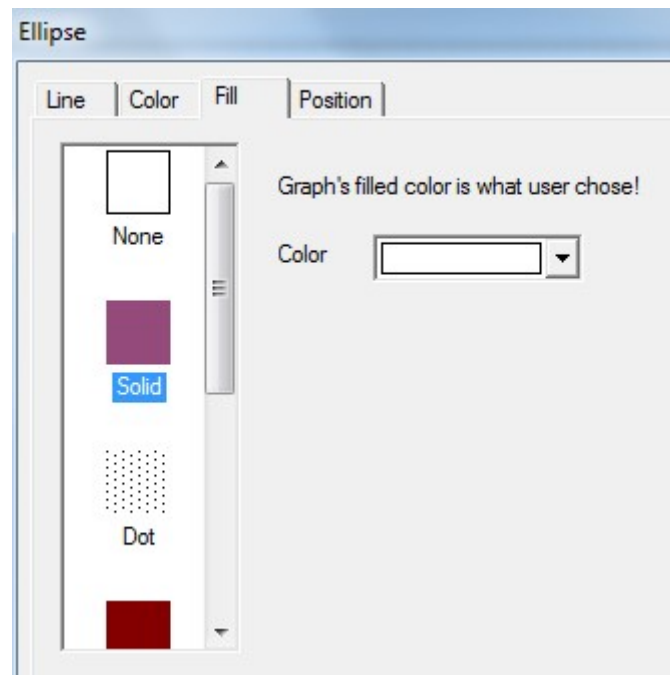 Ellipse
Line Color Fill Position
None
Solid
Dot
Graph's filled color is what user chose!
Color